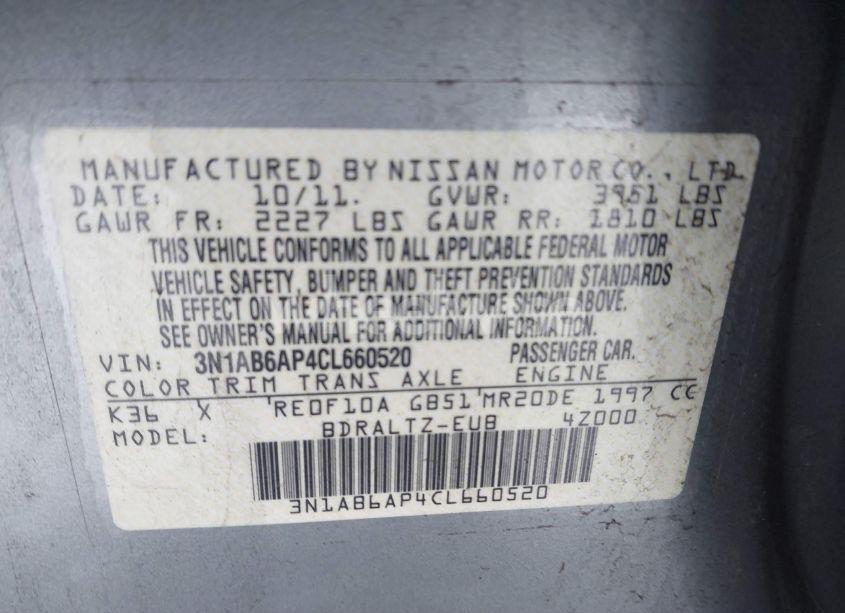 MANUFACTURED BY NISSAN MOTOR CO., LTD.
DATE: 10/11. GVWR: 3951 LBS
GAWR FR: 2227 LBS GAWR RR: 1810 LBS
THIS VEHICLE CONFORMS TO ALL APPLICABLE FEDERAL MOTOR
VEHICLE SAFETY, BUMPER AND THEFT PREVENTION STANDARDS
IN EFFECT ON THE DATE OF MANUFACTURE SHOWN ABOVE.
SEE OWNER'S MANUAL FOR ADDITIONAL INFORMATION.
VIN: 3N1AB6AP4CL660520 PASSENGER CAR.
COLOR TRIM TRANS AXLE ENGINE
K36 X RE0F10A GB51 MR20DE 1997 CC
MODEL: BDRALTZ-EUB 4Z000
3N1AB6AP4CL660520